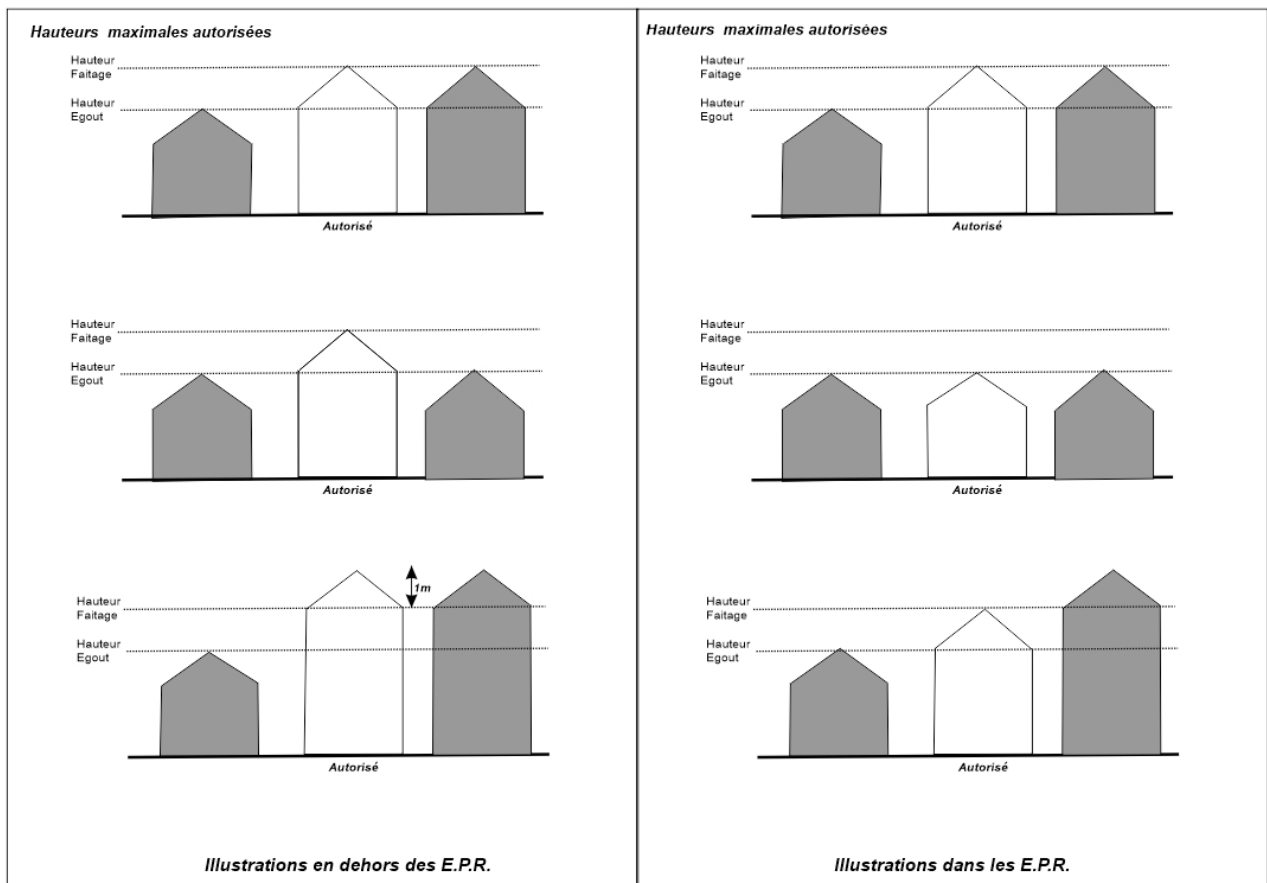 Hauteurs maximales autorisées
Hauteur
Faitage
Hauteur
Egout
Autorisé
Hauteur
Faitage
Hauteur
Egout
Autorisé
1m
Hauteur
Faitage
Hauteur
Egout
Autorisé
Illustrations en dehors des E.P.R.
Hauteurs maximales autorisées
Hauteur
Faitage
Hauteur
Egout
Autorisé
Hauteur
Faitage
Hauteur
Egout
Autorisé
Hauteur
Faitage
Hauteur
Egout
Autorisé
Illustrations dans les E.P.R.